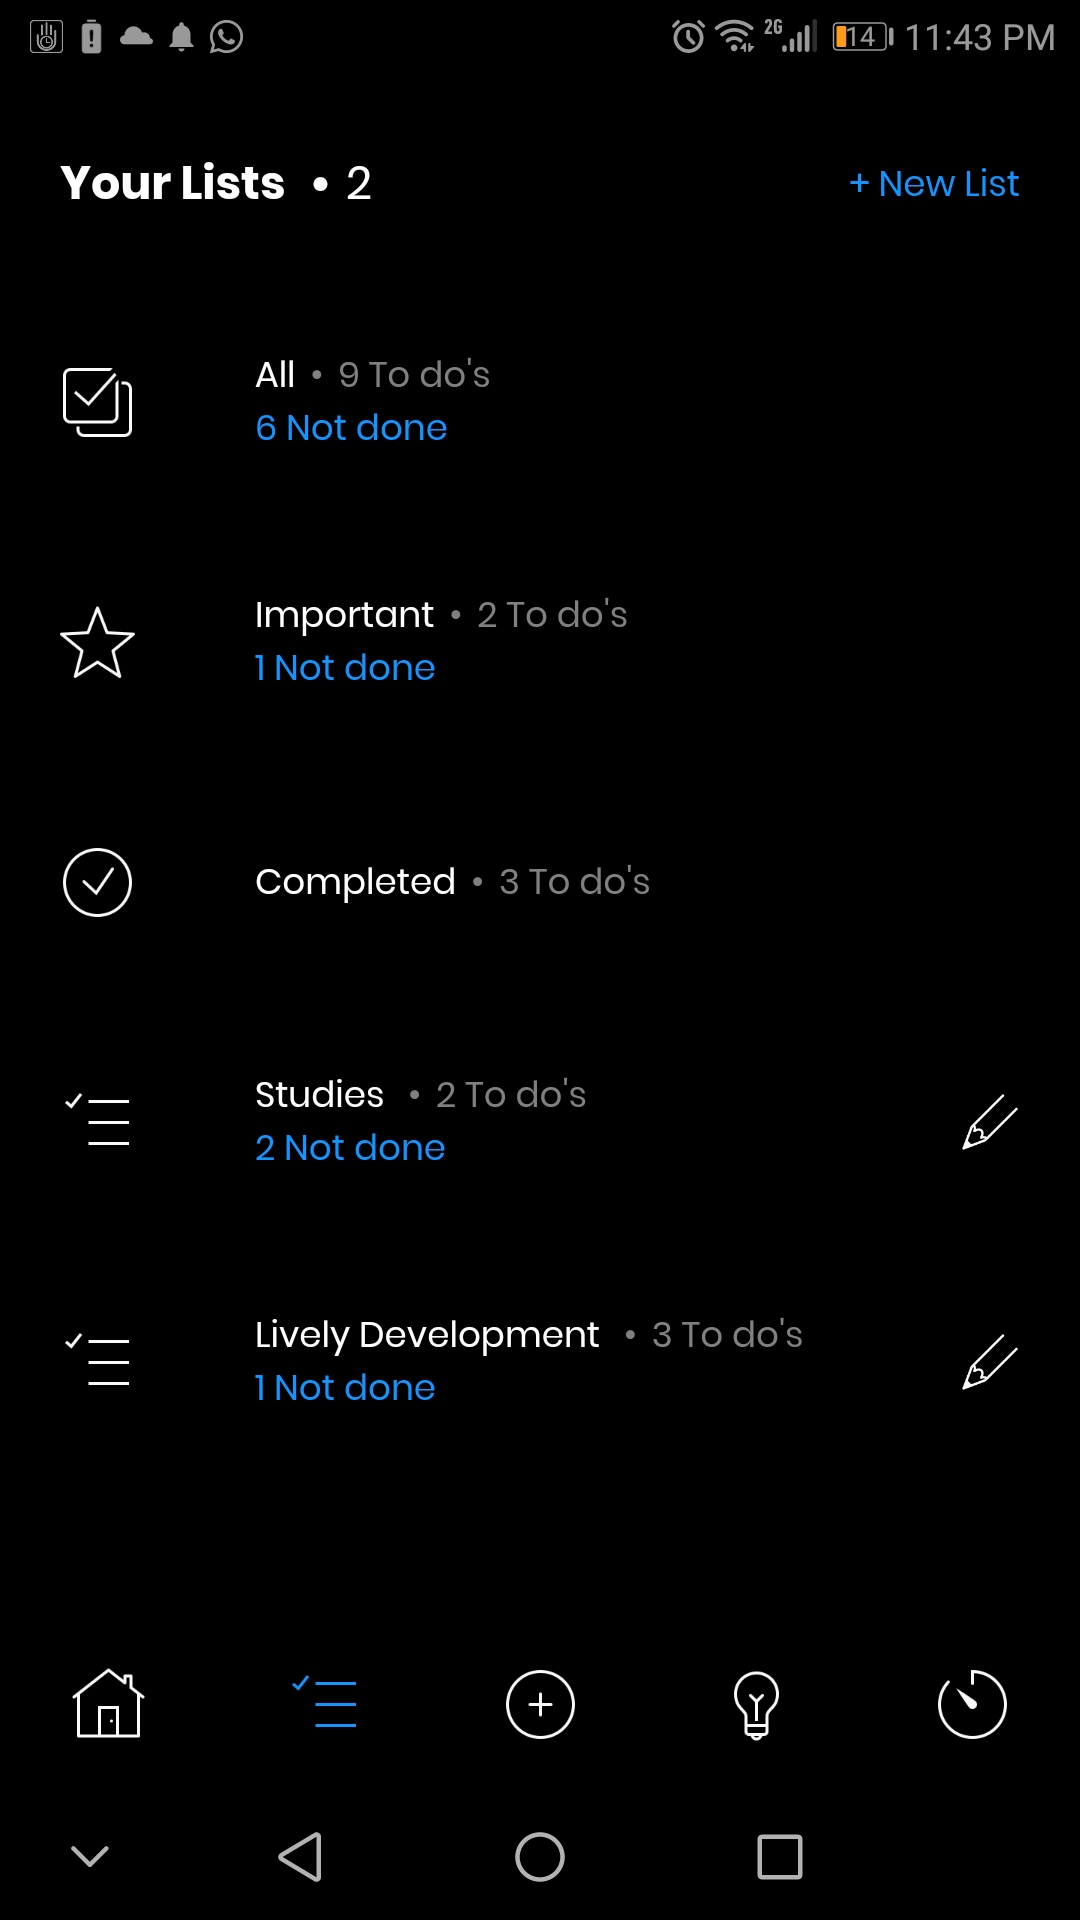 2G 14 11:43 PM
Your Lists • 2
+ New List
All • 9 To do's
6 Not done
Important • 2 To do's
1 Not done
Completed • 3 To do's
Studies • 2 To do's
2 Not done
Lively Development • 3 To do's
1 Not done